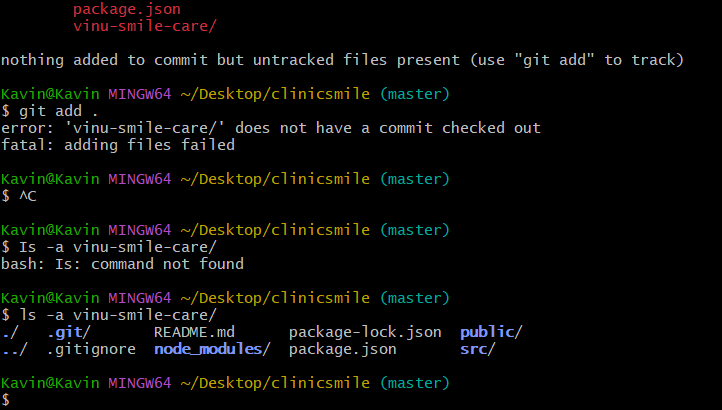 package.json
vinu-smile-care/
nothing added to commit but untracked files present (use "git add" to track)
Kavin@Kavin MINGW64 ~/Desktop/clinicsmile (master)
$ git add .
error: 'vinu-smile-care/' does not have a commit checked out
fatal: adding files failed
Kavin@Kavin MINGW64 ~/Desktop/clinicsmile (master)
$ ^C
Kavin@Kavin MINGW64 ~/Desktop/clinicsmile (master)
$ Is -a vinu-smile-care/
bash: Is: command not found
Kavin@Kavin MINGW64 ~/Desktop/clinicsmile (master)
$ ls -a vinu-smile-care/
./ .git/ README.md package-lock.json public/
../ .gitignore node_modules/ package.json src/
Kavin@Kavin MINGW64 ~/Desktop/clinicsmile (master)
$